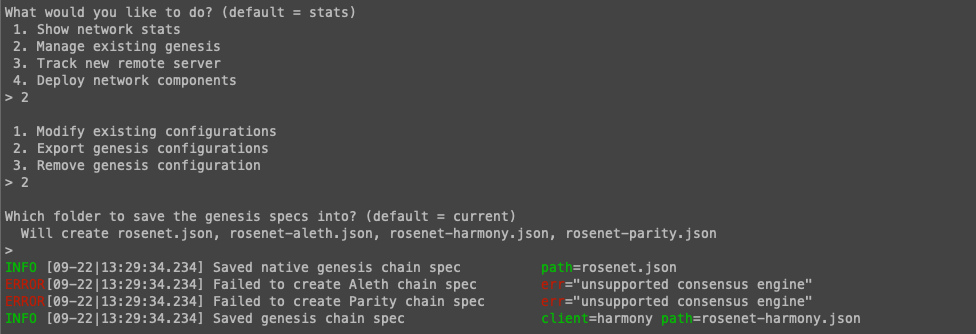 What would you like to do? (default = stats)
1. Show network stats
2. Manage existing genesis
3. Track new remote server
4. Deploy network components
> 2
1. Modify existing configurations
2. Export genesis configurations
3. Remove genesis configuration
> 2
Which folder to save the genesis specs into? (default = current)
Will create rosenet.json, rosenet-aleth.json, rosenet-harmony.json, rosenet-parity.json
>
INFO [09-22|13:29:34.234] Saved native genesis chain spec path=rosenet.json
ERROR[09-22|13:29:34.234] Failed to create Aleth chain spec err="unsupported consensus engine"
ERROR[09-22|13:29:34.234] Failed to create Parity chain spec err="unsupported consensus engine"
INFO [09-22|13:29:34.234] Saved genesis chain spec client=harmony path=rosenet-harmony.json